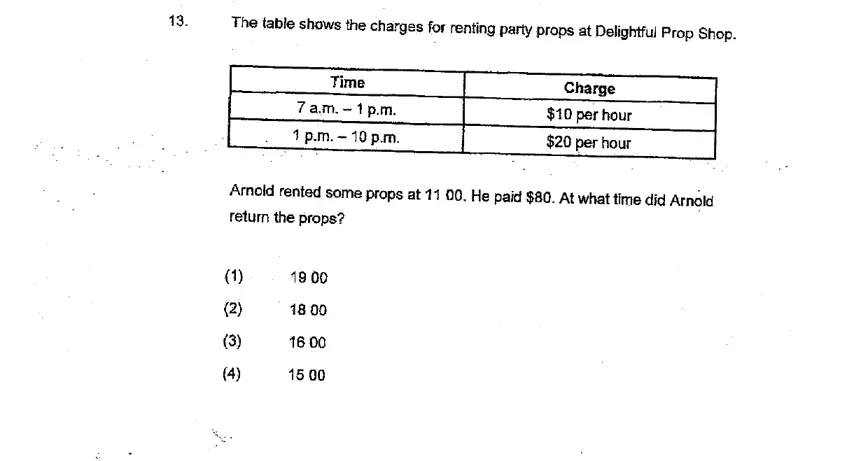 13. The table shows the charges for renting party props at Delightful Prop Shop.
Time Charge
7 a.m. – 1 p.m. $10 per hour
1 p.m. – 10 p.m. $20 per hour
Arnold rented some props at 11 00. He paid $80. At what time did Arnold
return the props?
(1) 19 00
(2) 18 00
(3) 16 00
(4) 15 00